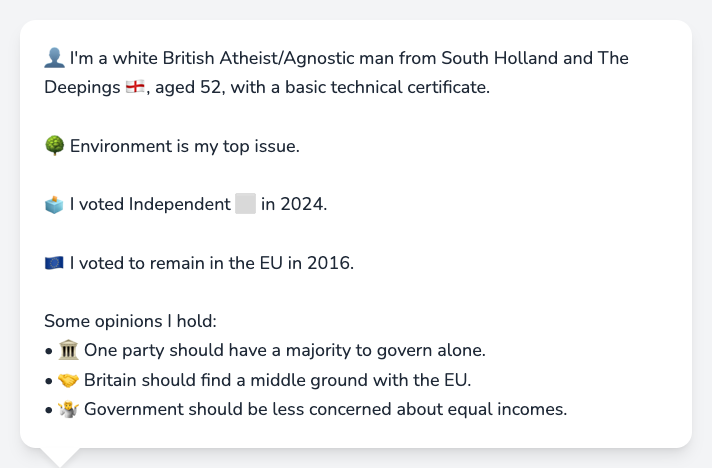 👤 I'm a white British Atheist/Agnostic man from South Holland and The
Deepings 🏴󠁧󠁢󠁥󠁮󠁧󠁿, aged 52, with a basic technical certificate.
🌳 Environment is my top issue.
🗳️ I voted Independent ⬜ in 2024.
🇪🇺 I voted to remain in the EU in 2016.
Some opinions I hold:
• 🏛️ One party should have a majority to govern alone.
• 🤝 Britain should find a middle ground with the EU.
• 🤷 Government should be less concerned about equal incomes.